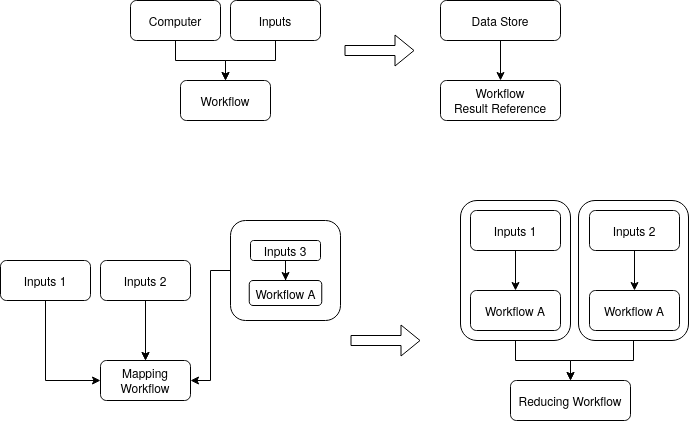 Computer
Inputs
Data Store
Workflow
Workflow
Result Reference
Inputs 1
Inputs 2
Inputs 3
Workflow A
Mapping
Workflow
Inputs 1
Inputs 2
Workflow A
Workflow A
Reducing Workflow